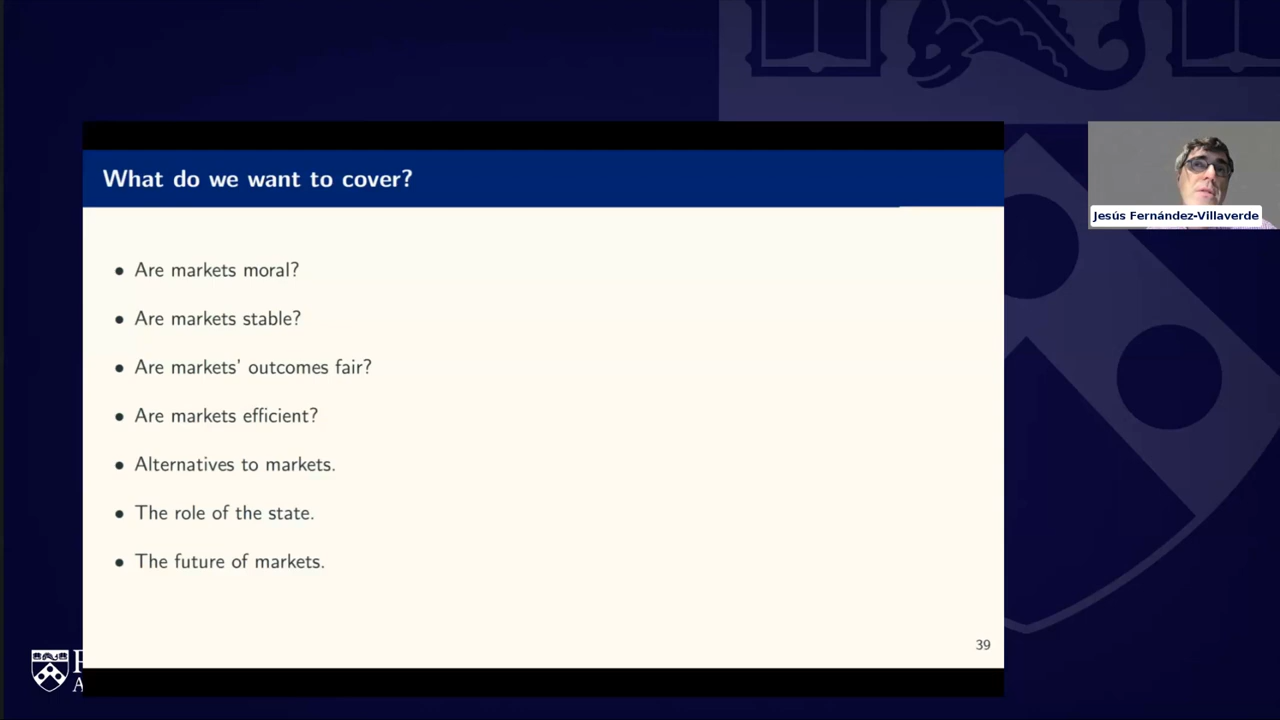 What do we want to cover?
Jesús Fernández-Villaverde
• Are markets moral?
• Are markets stable?
• Are markets' outcomes fair?
• Are markets efficient?
• Alternatives to markets.
• The role of the state.
• The future of markets.
39